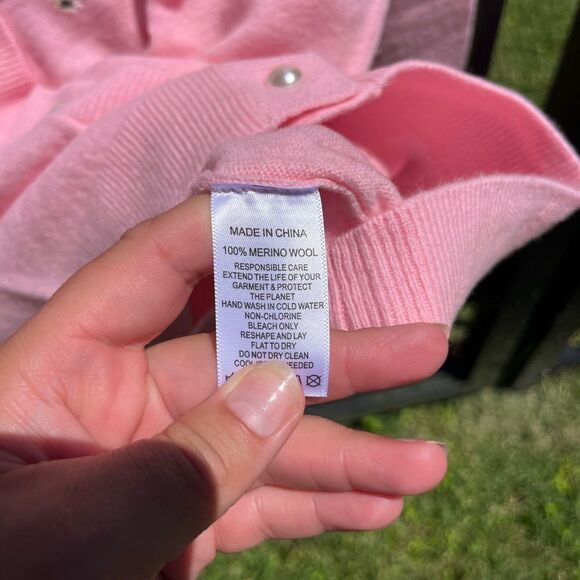 MADE IN CHINA
100% MERINO WOOL
RESPONSIBLE CARE
EXTEND THE LIFE OF YOUR
GARMENT & PROTECT
THE PLANET
HAND WASH IN COLD WATER
NON-CHLORINE
BLEACH ONLY
RESHAPE AND LAY
FLAT TO DRY
DO NOT DRY CLEAN
NEEDED